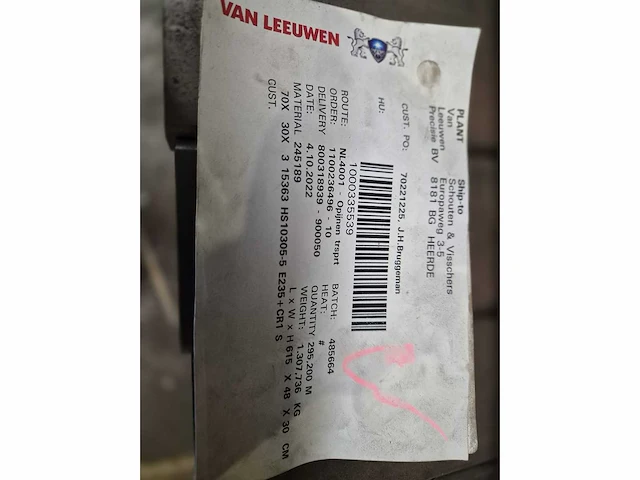 VAN LEEUWEN
PLANT
Van
Leeuwen
Precisie BV
Ship-to
Schouten & Visschers
Europaweg 3-5
8181 BG HEERDE
CUST. PO: 70221225, J.H.Bruggeman
HU:
1000335539
ROUTE: NL4001 - Opijnen trsprt
ORDER: 1100236496 - 10
DELIVERY 800318939 - 900050
DATE: 4.10.2022
MATERIAL 245189
BATCH: 485664
HEAT: #
QUANTITY 295,200 M
WEIGHT: 1.307,736 KG
L x W x H 615 X 48 X 30 CM
70X 30X 3 15363 HS10305-5 E235+CR1 S
CUST.